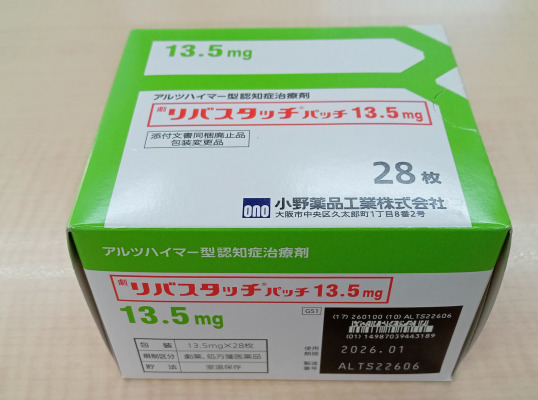 13.5mg
アルツハイマー型認知症治療剤
劇 リバスタッチ®パッチ 13.5mg
添付文書同梱廃止品
包装変更品
28枚
ono 小野薬品工業株式会社
大阪市中央区久太郎町1丁目8番2号
アルツハイマー型認知症治療剤
劇 リバスタッチ®パッチ 13.5mg
13.5mg
GS1
(17) 260100 (10) ALTS22606
(01) 14987039443189
包装 13.5mg×28枚
規制区分 劇薬、処方箋医薬品
貯法 室温保存
使用期限 2026.01
製造番号 ALTS22606